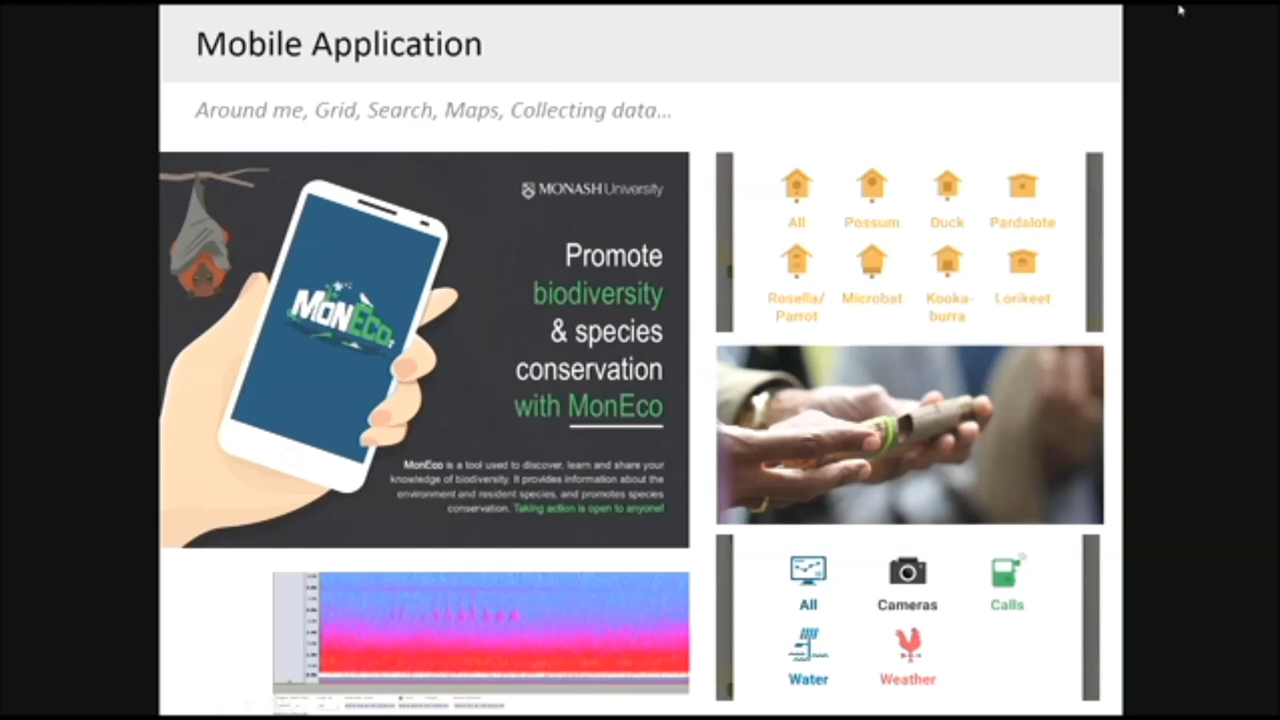 Mobile Application
Around me, Grid, Search, Maps, Collecting data...
MONASH University
Promote
biodiversity
& species
conservation
with MonEco
MonEco
MonEco is a tool used to discover, learn and share your
knowledge of biodiversity. It provides information about the
environment and resident species, and promotes species
conservation. Taking action is open to anyone!
All
Possum
Duck
Pardalote
Rosella/
Parrot
Microbat
Kooka-
burra
Lorikeet
All
Cameras
Calls
Water
Weather